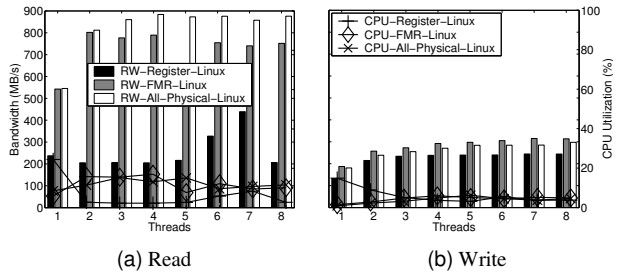 900
800
700
600
500
400
300
200
100
0
Bandwidth (MB/s)
RW-Register-Linux
RW-FMR-Linux
RW-All-Physical-Linux
1 2 3 4 5 6 7 8
Threads
(a) Read
CPU-Register-Linux
CPU-FMR-Linux
CPU-All-Physical-Linux
100
80
60
40
20
0
CPU Utilization (%)
1 2 3 4 5 6 7 8
Threads
(b) Write